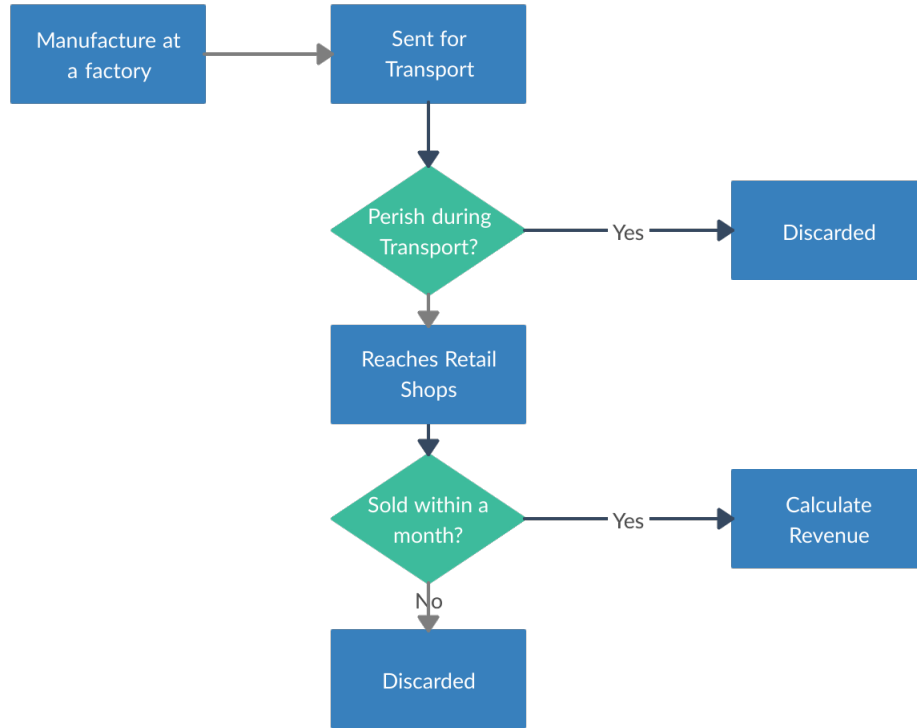 Manufacture at
a factory
Sent for
Transport
Perish during
Transport?
Yes
Discarded
Reaches Retail
Shops
Sold within a
month?
Yes
Calculate
Revenue
No
Discarded